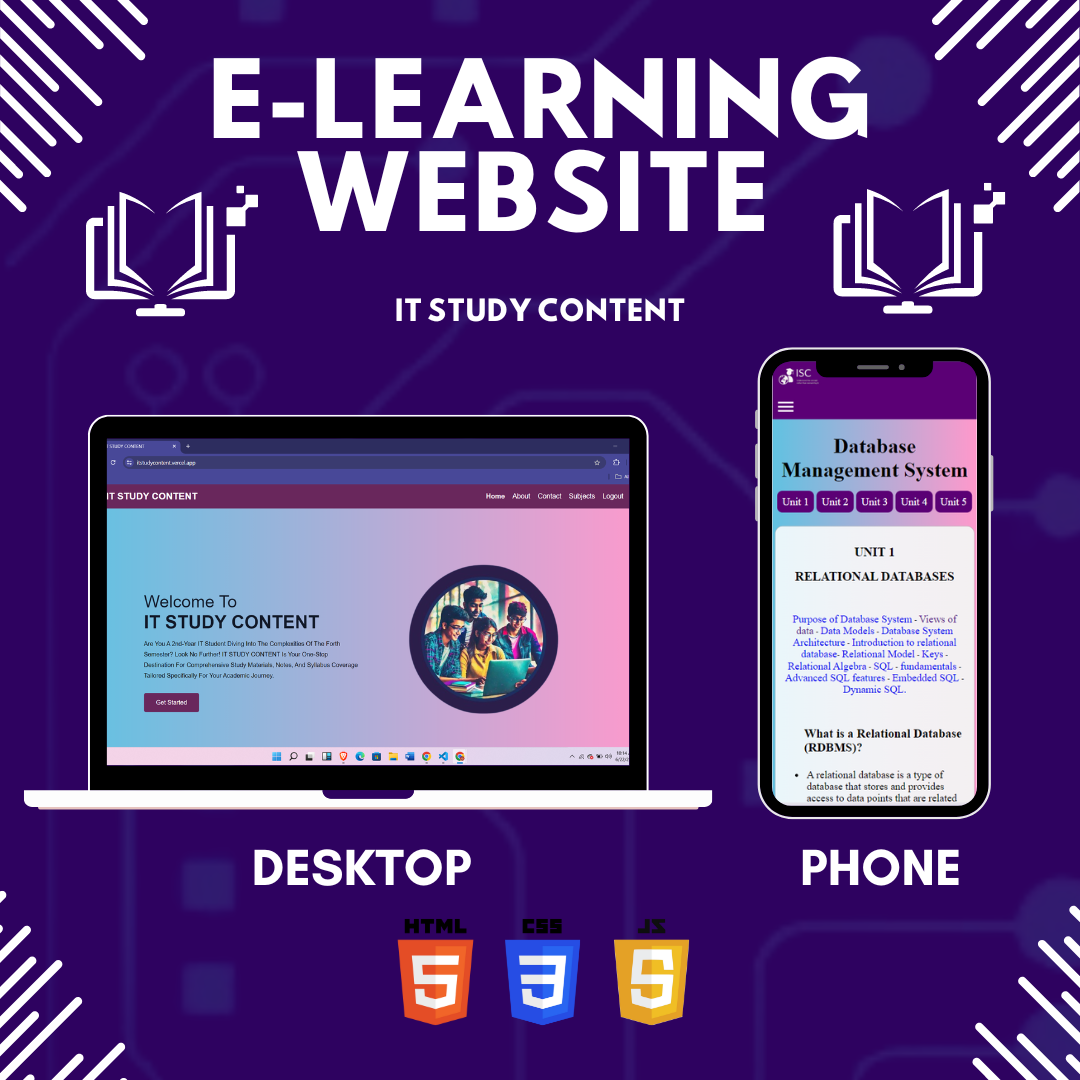 E-LEARNING
WEBSITE
IT STUDY CONTENT
IT STUDY CONTENT
itstudycontent.vercel.app
IT STUDY CONTENT
Home About Contact Subjects Logout
Welcome To
IT STUDY CONTENT
Are You A 2nd-Year IT Student Diving Into The Complexities Of The Forth
Semester? Look No Further! IT STUDY CONTENT Is Your One-Stop
Destination For Comprehensive Study Materials, Notes, And Syllabus Coverage
Tailored Specifically For Your Academic Journey.
Get Started
ISC
Database
Management System
Unit 1 Unit 2 Unit 3 Unit 4 Unit 5
UNIT 1
RELATIONAL DATABASES
Purpose of Database System - Views of
data - Data Models - Database System
Architecture - Introduction to relational
database- Relational Model - Keys -
Relational Algebra - SQL - fundamentals -
Advanced SQL features - Embedded SQL -
Dynamic SQL.
What is a Relational Database
(RDBMS)?
• A relational database is a type of
database that stores and provides
access to data points that are related
DESKTOP
PHONE
HTML CSS JS
5 3 5